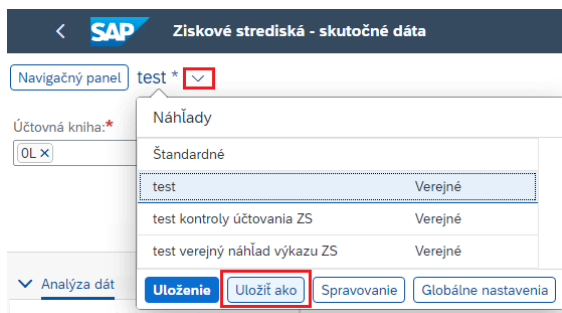 SAP Ziskové strediská - skutočné dáta
Navigačný panel test *
Náhľady
Účtovná kniha:*
0L ×
Štandardné
test Verejné
test kontroly účtovania ZS Verejné
test verejný náhľad výkazu ZS Verejné
Analýza dát
Uloženie Uložiť ako Spravovanie Globálne nastavenia